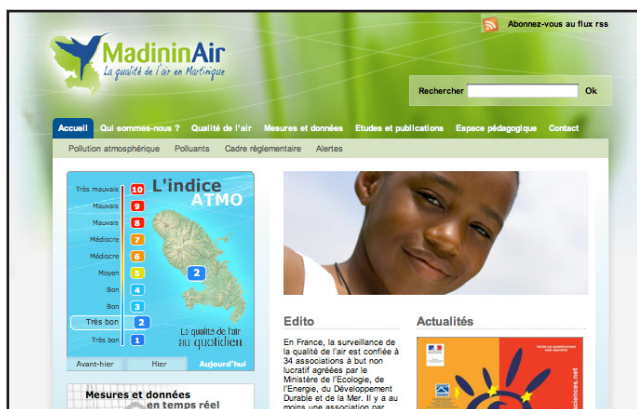 Abonnez-vous au flux rss
MadininAir
La qualité de l'air en Martinique
Rechercher
Ok
Accueil Qui sommes-nous ? Qualité de l'air Mesures et données Etudes et publications Espace pédagogique Contact
Pollution atmosphérique Polluants Cadre règlementaire Alertes
L'indice
ATMO
Très mauvais 10
Mauvais 9
Mauvais 8
Médiocre 7
Médiocre 6
Moyen 5
Bon 4
Bon 3
Très bon 2
Très bon 1
2
La qualité de l'air
au quotidien
Avant-hier Hier Aujourd'hui
Mesures et données
en temps réel
Edito
En France, la surveillance de
la qualité de l'air est confiée à
34 associations à but non
lucratif agréées par le
Ministère de l'Ecologie, de
l'Energie, du Développement
Durable et de la Mer. Il y a au
moins une association par
Actualités